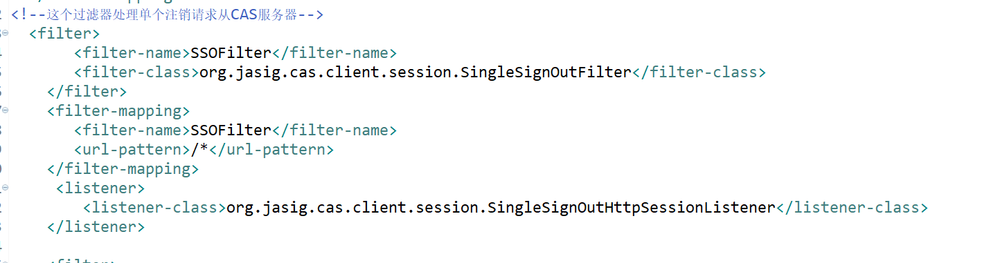 <!--这个过滤器处理单个注销请求从CAS服务器-->
<filter>
<filter-name>SSOFilter</filter-name>
<filter-class>org.jasig.cas.client.session.SingleSignOutFilter</filter-class>
</filter>
<filter-mapping>
<filter-name>SSOFilter</filter-name>
<url-pattern>/*</url-pattern>
</filter-mapping>
<listener>
<listener-class>org.jasig.cas.client.session.SingleSignOutHttpSessionListener</listener-class>
</listener>